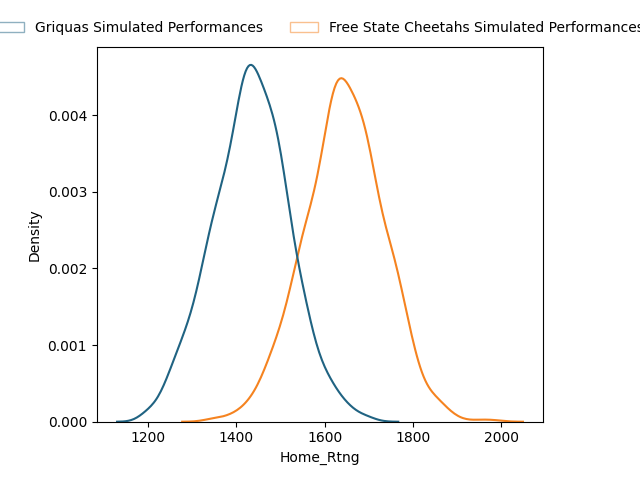 Griquas Simulated Performances Free State Cheetahs Simulated Performances
0.004
0.003
0.002
0.001
0.000
Density
1200 1400 1600 1800 2000
Home_Rtng